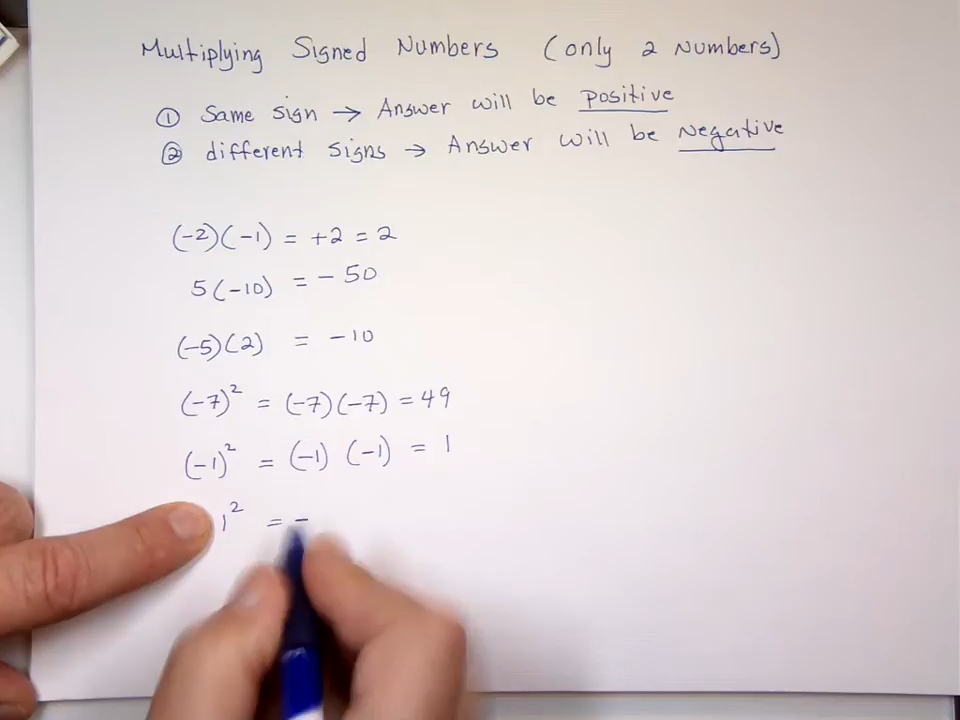 Multiplying Signed Numbers (only 2 Numbers)
① Same sign → Answer will be positive
② different signs → Answer will be Negative
(-2)(-1) = +2 = 2
5(-10) = - 50
(-5)(2) = -10
(-7)² = (-7)(-7) = 49
(-1)² = (-1) (-1) = 1
1² = -